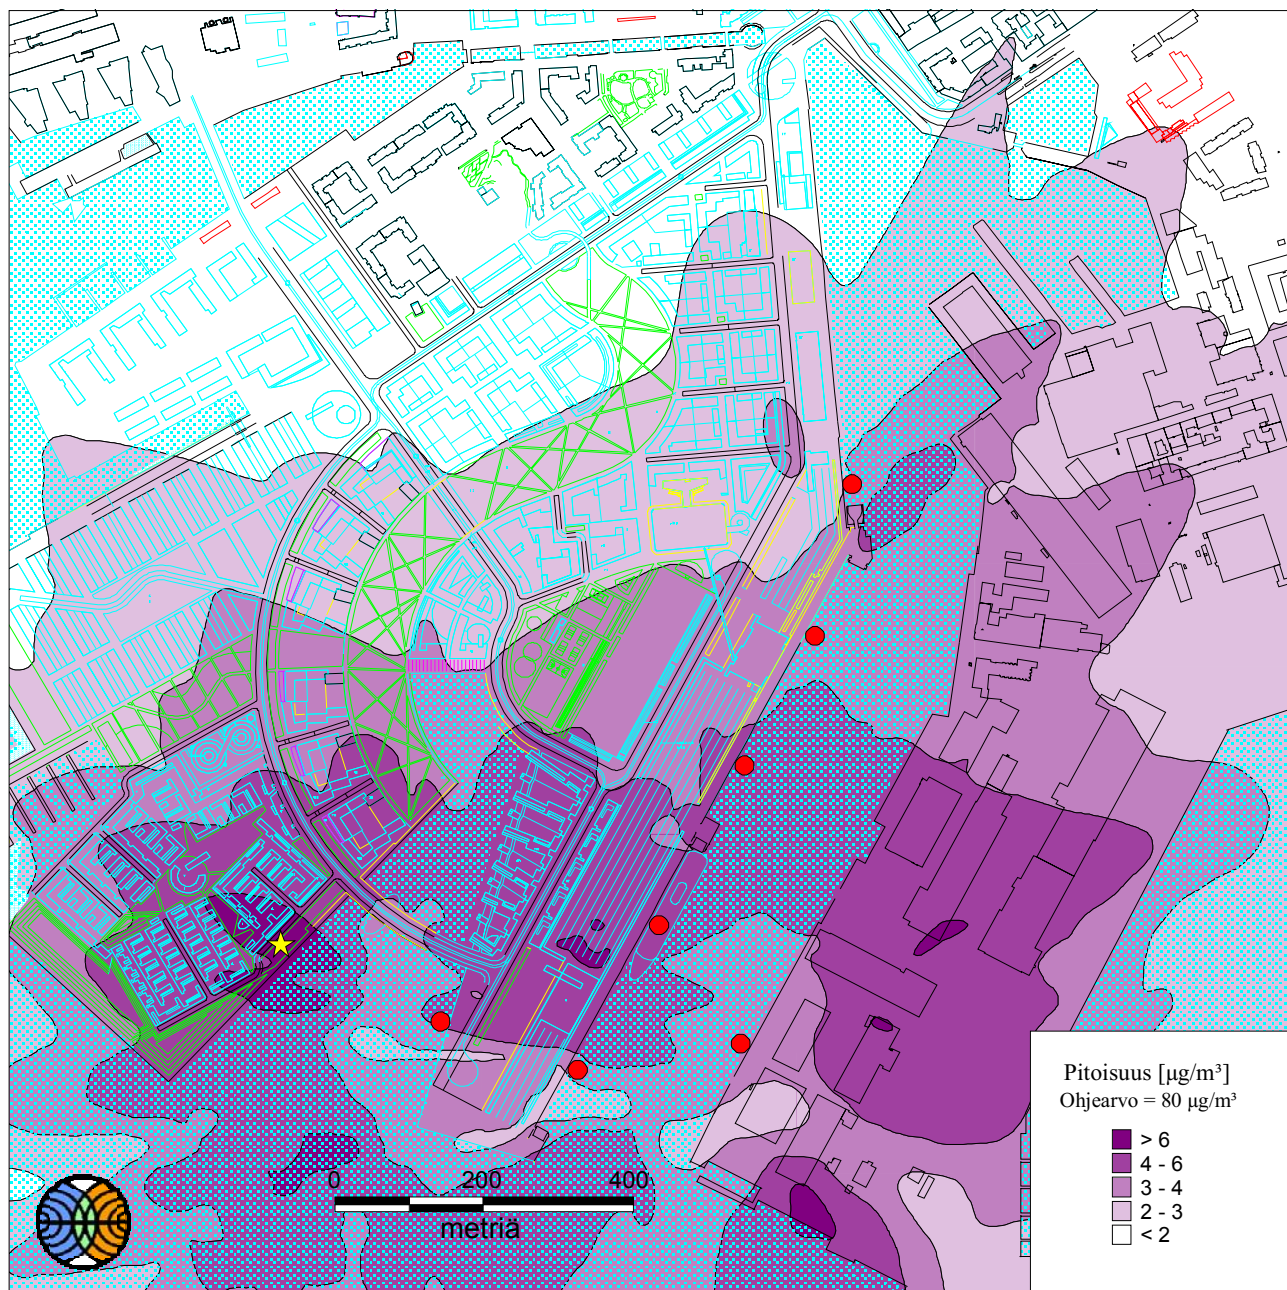 Pitoisuus [µg/m³]
Ohjearvo = 80 µg/m³
> 6
4 - 6
3 - 4
2 - 3
< 2
0 200 400
metriä